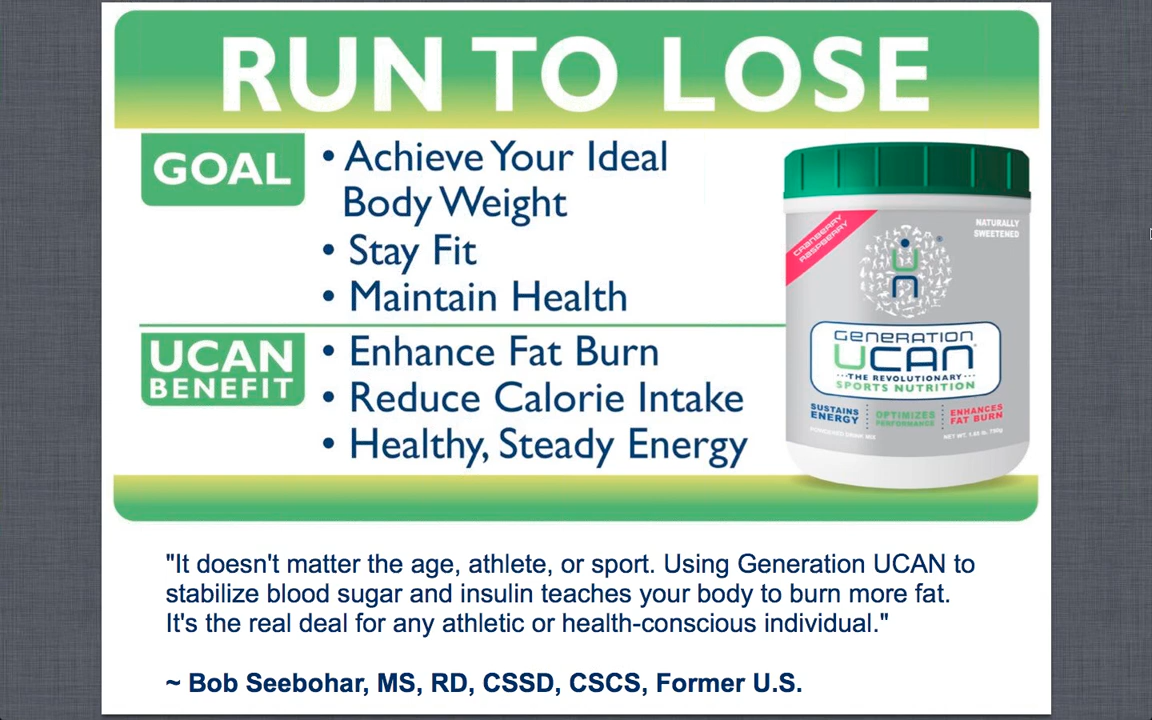 RUN TO LOSE
GOAL
• Achieve Your Ideal
Body Weight
• Stay Fit
• Maintain Health
UCAN
BENEFIT
• Enhance Fat Burn
• Reduce Calorie Intake
• Healthy, Steady Energy
CRANBERRY
RASPBERRY
NATURALLY
SWEETENED
GENERATION
UCAN
THE REVOLUTIONARY
SPORTS NUTRITION
SUSTAINS
ENERGY
OPTIMIZES
PERFORMANCE
ENHANCES
FAT BURN
POWDERED DRINK MIX
"It doesn't matter the age, athlete, or sport. Using Generation UCAN to
stabilize blood sugar and insulin teaches your body to burn more fat.
It's the real deal for any athletic or health-conscious individual."
~ Bob Seebohar, MS, RD, CSSD, CSCS, Former U.S.